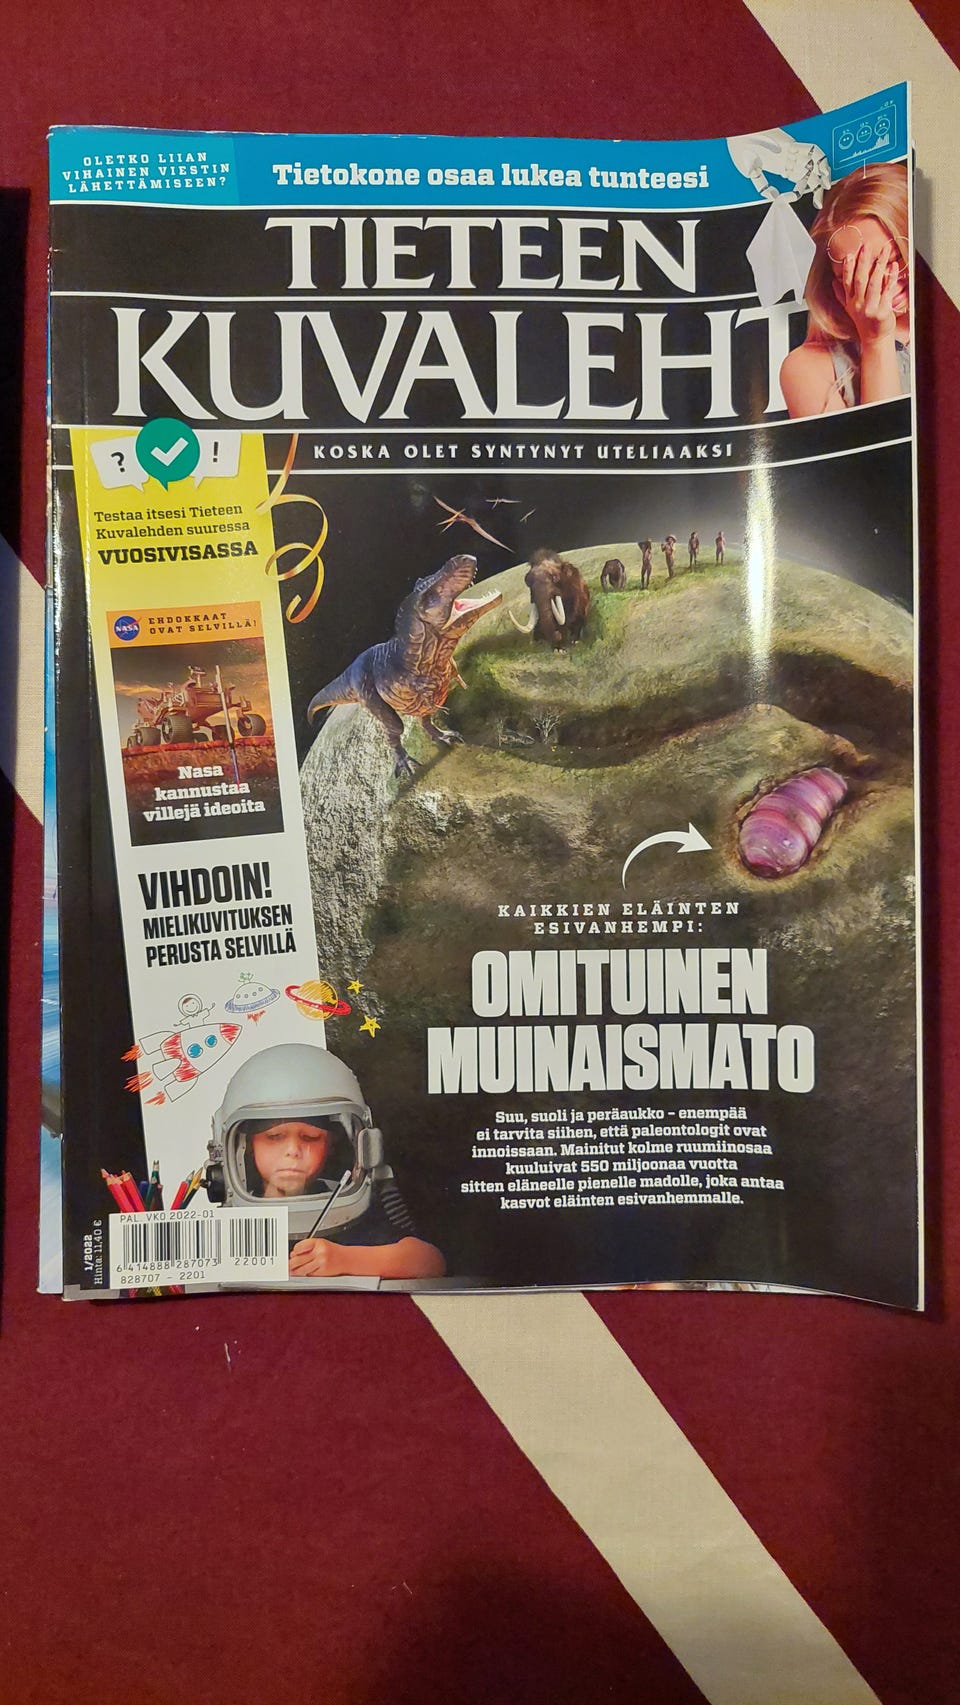 OLETKO LIIAN
VIHAINEN VIESTIN
LÄHETTÄMISEEN?
Tietokone osaa lukea tunteesi
TIETEEN
KUVALEHT
KOSKA OLET SYNTYNYT UTELIAAKSI
? !
Testaa itsesi Tieteen
Kuvalehden suuressa
VUOSIVISASSA
NASA
EHDOKKAAT
OVAT SELVILLÄ!
Nasa
kannustaa
villejä ideoita
VIHDOIN!
MIELIKUVITUKSEN
PERUSTA SELVILLÄ
KAIKKIEN ELÄINTEN
ESIVANHEMPI:
OMITUINEN
MUINAISMATO
Suu, suoli ja peräaukko – enempää
ei tarvita siihen, että paleontologit ovat
innoissaan. Mainitut kolme ruumiinosaa
kuuluivat 550 miljoonaa vuotta
sitten eläneelle pienelle madolle, joka antaa
kasvot eläinten esivanhemmalle.
1/2022
Hinta: 11,40 €
PAL. VKO 2022-01
6 414888 287073 22001
828707 - 2201